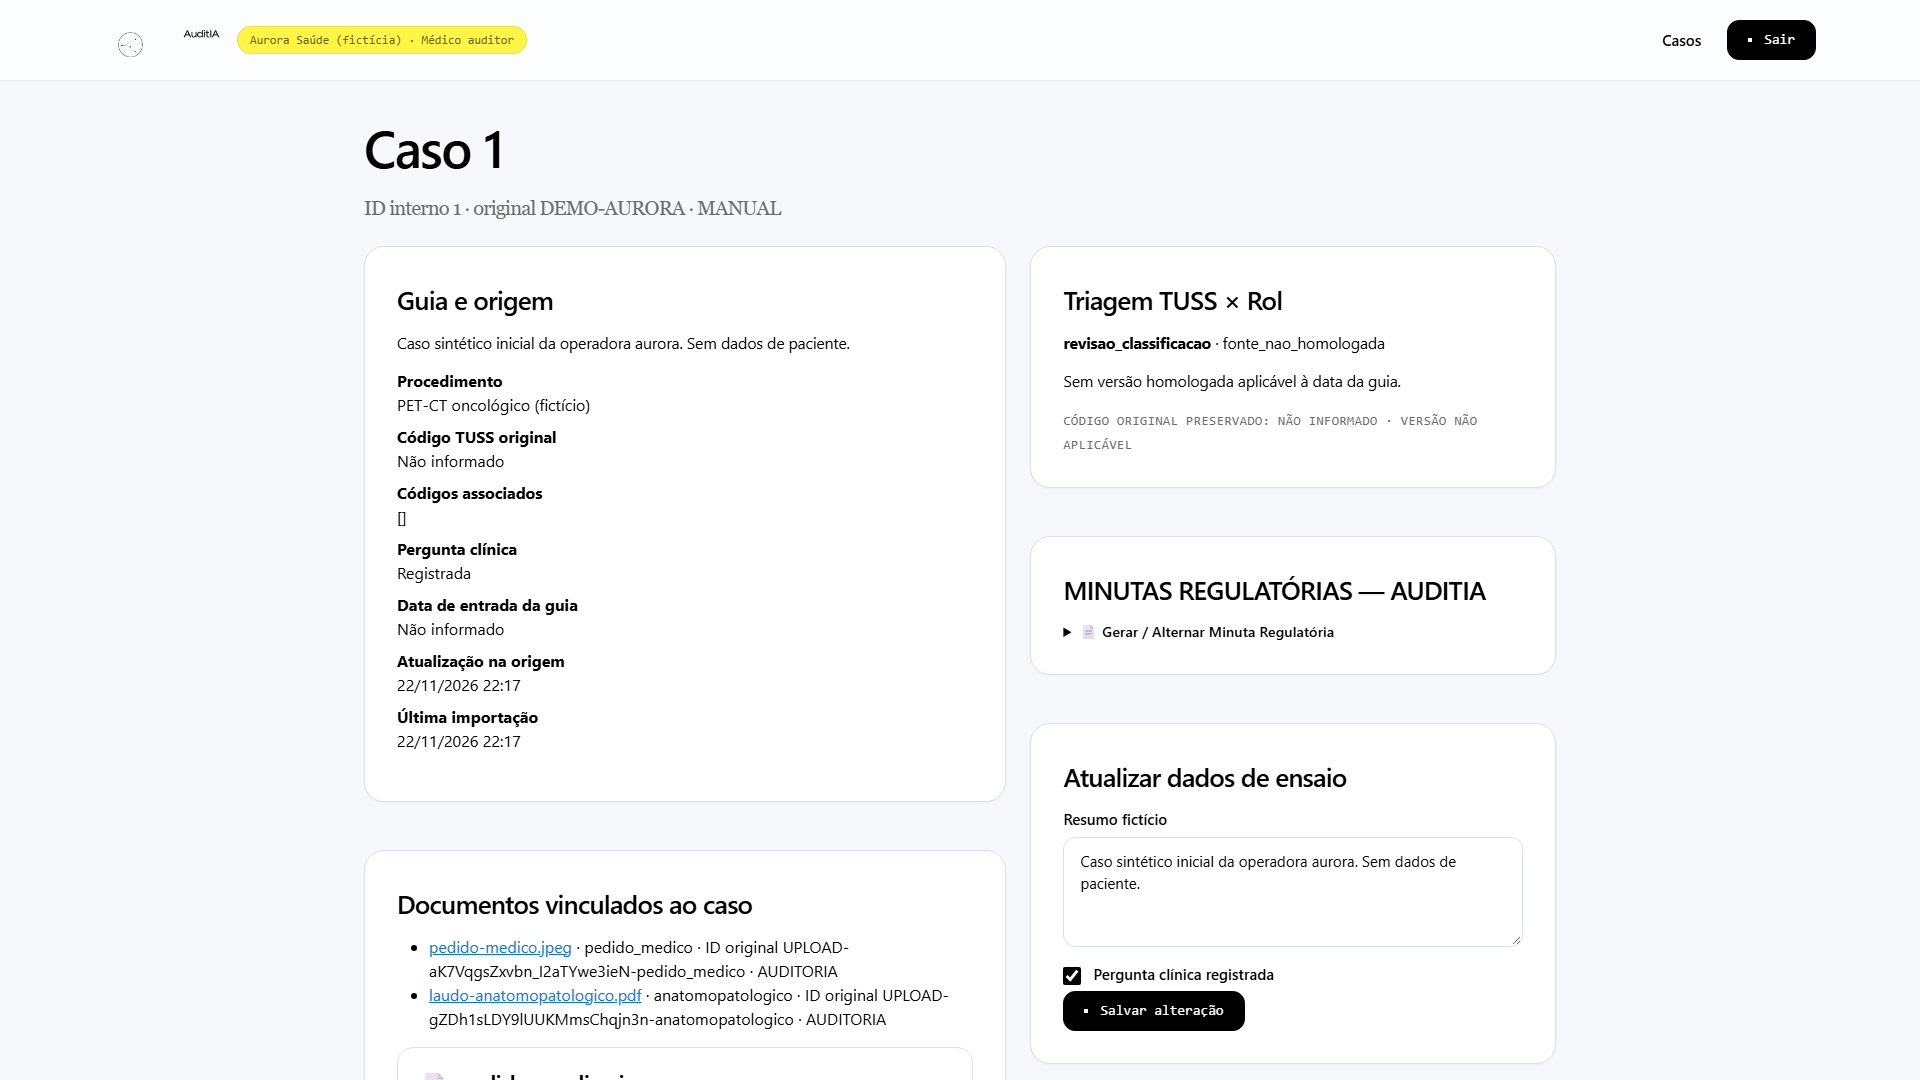 AuditIA
Aurora Saúde (fictícia) · Médico auditor
Casos
Sair
Caso 1
ID interno 1 · original DEMO-AURORA · MANUAL
Guia e origem
Caso sintético inicial da operadora aurora. Sem dados de paciente.
Procedimento
PET-CT oncológico (fictício)
Código TUSS original
Não informado
Códigos associados
[]
Pergunta clínica
Registrada
Data de entrada da guia
Não informado
Atualização na origem
22/11/2026 22:17
Última importação
22/11/2026 22:17
Documentos vinculados ao caso
pedido-medico.jpeg · pedido_medico · ID original UPLOAD-
aK7VqgsZxvbn_I2aTYwe3ieN-pedido_medico · AUDITORIA
laudo-anatomopatologico.pdf · anatomopatologico · ID original UPLOAD-
gZDh1sLDY9lUUKMmsChqjn3n-anatomopatologico · AUDITORIA
Triagem TUSS × Rol
revisao_classificacao · fonte_nao_homologada
Sem versão homologada aplicável à data da guia.
CÓDIGO ORIGINAL PRESERVADO: NÃO INFORMADO · VERSÃO NÃO
APLICÁVEL
MINUTAS REGULATÓRIAS — AUDITIA
Gerar / Alternar Minuta Regulatória
Atualizar dados de ensaio
Resumo fictício
Caso sintético inicial da operadora aurora. Sem dados de
paciente.
Pergunta clínica registrada
Salvar alteração